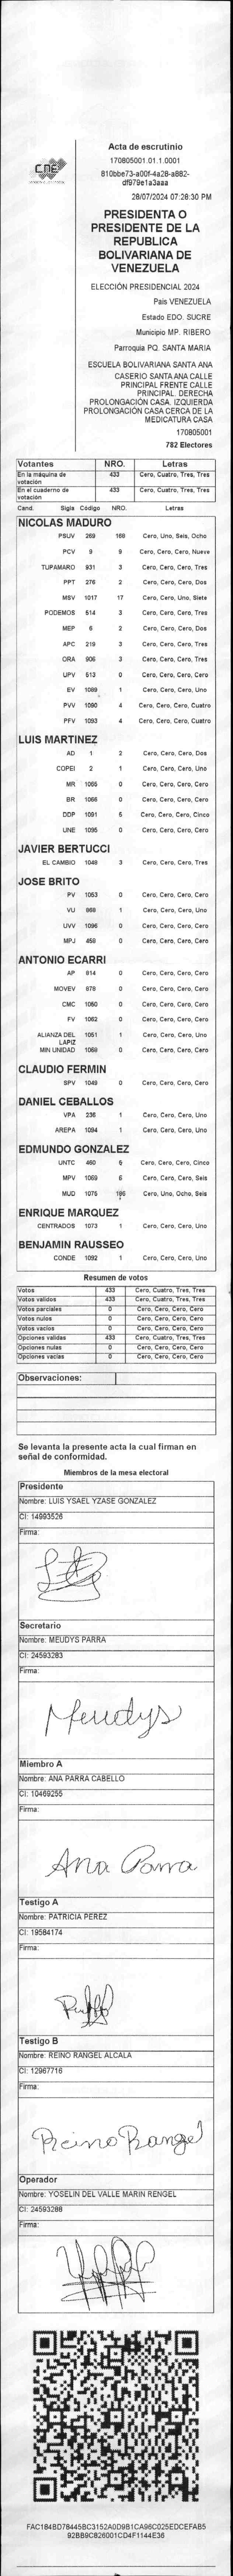 CNE
Acta de escrutinio
170805001.01.1.0001
810bbe73-a00f-4a28-a882-
df979e1a3aaa
28/07/2024 07:28:30 PM
PRESIDENTA O
PRESIDENTE DE LA
REPUBLICA
BOLIVARIANA DE
VENEZUELA
ELECCIÓN PRESIDENCIAL 2024
País VENEZUELA
Estado EDO. SUCRE
Municipio MP. RIBERO
Parroquia PQ. SANTA MARIA
ESCUELA BOLIVARIANA SANTA ANA
CASERIO SANTA ANA CALLE
PRINCIPAL FRENTE CALLE
PRINCIPAL. DERECHA
PROLONGACIÓN CASA. IZQUIERDA
PROLONGACIÓN CASA CERCA DE LA
MEDICATURA CASA
170805001
782 Electores
Votantes NRO. Letras
En la máquina de votación 433 Cero, Cuatro, Tres, Tres
En el cuaderno de votación 433 Cero, Cuatro, Tres, Tres
Cand. Sigla Código NRO. Letras
NICOLAS MADURO
PSUV 269 168 Cero, Uno, Seis, Ocho
PCV 9 9 Cero, Cero, Cero, Nueve
TUPAMARO 931 3 Cero, Cero, Cero, Tres
PPT 276 2 Cero, Cero, Cero, Dos
MSV 1017 17 Cero, Cero, Uno, Siete
PODEMOS 514 3 Cero, Cero, Cero, Tres
MEP 6 2 Cero, Cero, Cero, Dos
APC 219 3 Cero, Cero, Cero, Tres
ORA 906 3 Cero, Cero, Cero, Tres
UPV 513 0 Cero, Cero, Cero, Cero
EV 1089 1 Cero, Cero, Cero, Uno
PVV 1090 4 Cero, Cero, Cero, Cuatro
PFV 1093 4 Cero, Cero, Cero, Cuatro
LUIS MARTINEZ
AD 1 2 Cero, Cero, Cero, Dos
COPEI 2 1 Cero, Cero, Cero, Uno
MR 1065 0 Cero, Cero, Cero, Cero
BR 1066 0 Cero, Cero, Cero, Cero
DDP 1091 5 Cero, Cero, Cero, Cinco
UNE 1095 0 Cero, Cero, Cero, Cero
JAVIER BERTUCCI
EL CAMBIO 1048 3 Cero, Cero, Cero, Tres
JOSE BRITO
PV 1053 0 Cero, Cero, Cero, Cero
VU 968 1 Cero, Cero, Cero, Uno
UVV 1096 0 Cero, Cero, Cero, Cero
MPJ 459 0 Cero, Cero, Cero, Cero
ANTONIO ECARRI
AP 914 0 Cero, Cero, Cero, Cero
MOVEV 978 0 Cero, Cero, Cero, Cero
CMC 1050 0 Cero, Cero, Cero, Cero
FV 1062 0 Cero, Cero, Cero, Cero
ALIANZA DEL LAPIZ 1051 1 Cero, Cero, Cero, Uno
MIN UNIDAD 1068 0 Cero, Cero, Cero, Cero
CLAUDIO FERMIN
SPV 1049 0 Cero, Cero, Cero, Cero
DANIEL CEBALLOS
VPA 236 1 Cero, Cero, Cero, Uno
AREPA 1094 1 Cero, Cero, Cero, Uno
EDMUNDO GONZALEZ
UNTC 460 5 Cero, Cero, Cero, Cinco
MPV 1069 6 Cero, Cero, Cero, Seis
MUD 1075 186 Cero, Uno, Ocho, Seis
ENRIQUE MARQUEZ
CENTRADOS 1073 1 Cero, Cero, Cero, Uno
BENJAMIN RAUSSEO
CONDE 1092 1 Cero, Cero, Cero, Uno
Resumen de votos
Votos 433 Cero, Cuatro, Tres, Tres
Votos validos 433 Cero, Cuatro, Tres, Tres
Votos parciales 0 Cero, Cero, Cero, Cero
Votos nulos 0 Cero, Cero, Cero, Cero
Votos vacios 0 Cero, Cero, Cero, Cero
Opciones validas 433 Cero, Cuatro, Tres, Tres
Opciones nulas 0 Cero, Cero, Cero, Cero
Opciones vacias 0 Cero, Cero, Cero, Cero
Observaciones:
Se levanta la presente acta la cual firman en
señal de conformidad.
Miembros de la mesa electoral
Presidente
Nombre: LUIS YSAEL YZASE GONZALEZ
CI: 14993526
Firma:
Secretario
Nombre: MEUDYS PARRA
CI: 24593283
Firma:
Meudys
Miembro A
Nombre: ANA PARRA CABELLO
CI: 10469255
Firma:
Ana Parra
Testigo A
Nombre: PATRICIA PEREZ
CI: 19584174
Firma:
Testigo B
Nombre: REINO RANGEL ALCALA
CI: 12967716
Firma:
Reino Rangel
Operador
Nombre: YOSELIN DEL VALLE MARIN RENGEL
CI: 24593288
Firma:
FAC184BD78445BC3152A0D9B1CA96C025EDCEFAB5
92BB9C826001CD4F1144E36